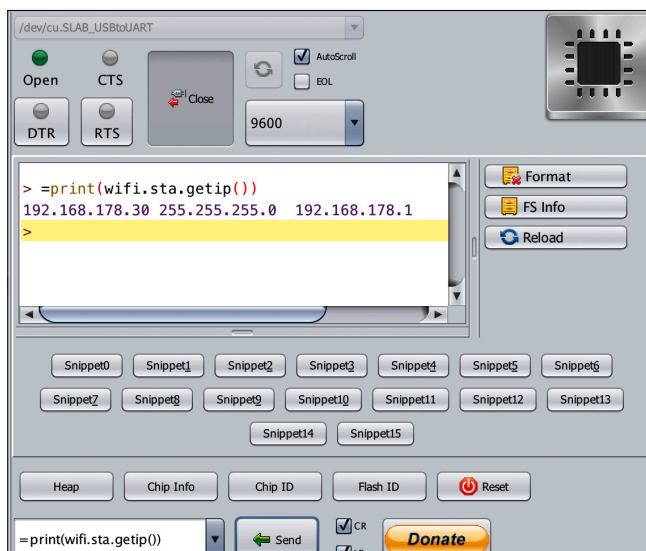 /dev/cu.SLAB_USBtoUART
Open CTS
DTR RTS
Close
AutoScroll
EOL
9600
> =print(wifi.sta.getip())
192.168.178.30 255.255.255.0 192.168.178.1
>
Format
FS Info
Reload
Snippet0 Snippet1 Snippet2 Snippet3 Snippet4 Snippet5 Snippet6
Snippet7 Snippet8 Snippet9 Snippet10 Snippet11 Snippet12 Snippet13
Snippet14 Snippet15
Heap Chip Info Chip ID Flash ID Reset
=print(wifi.sta.getip()) Send CR Donate